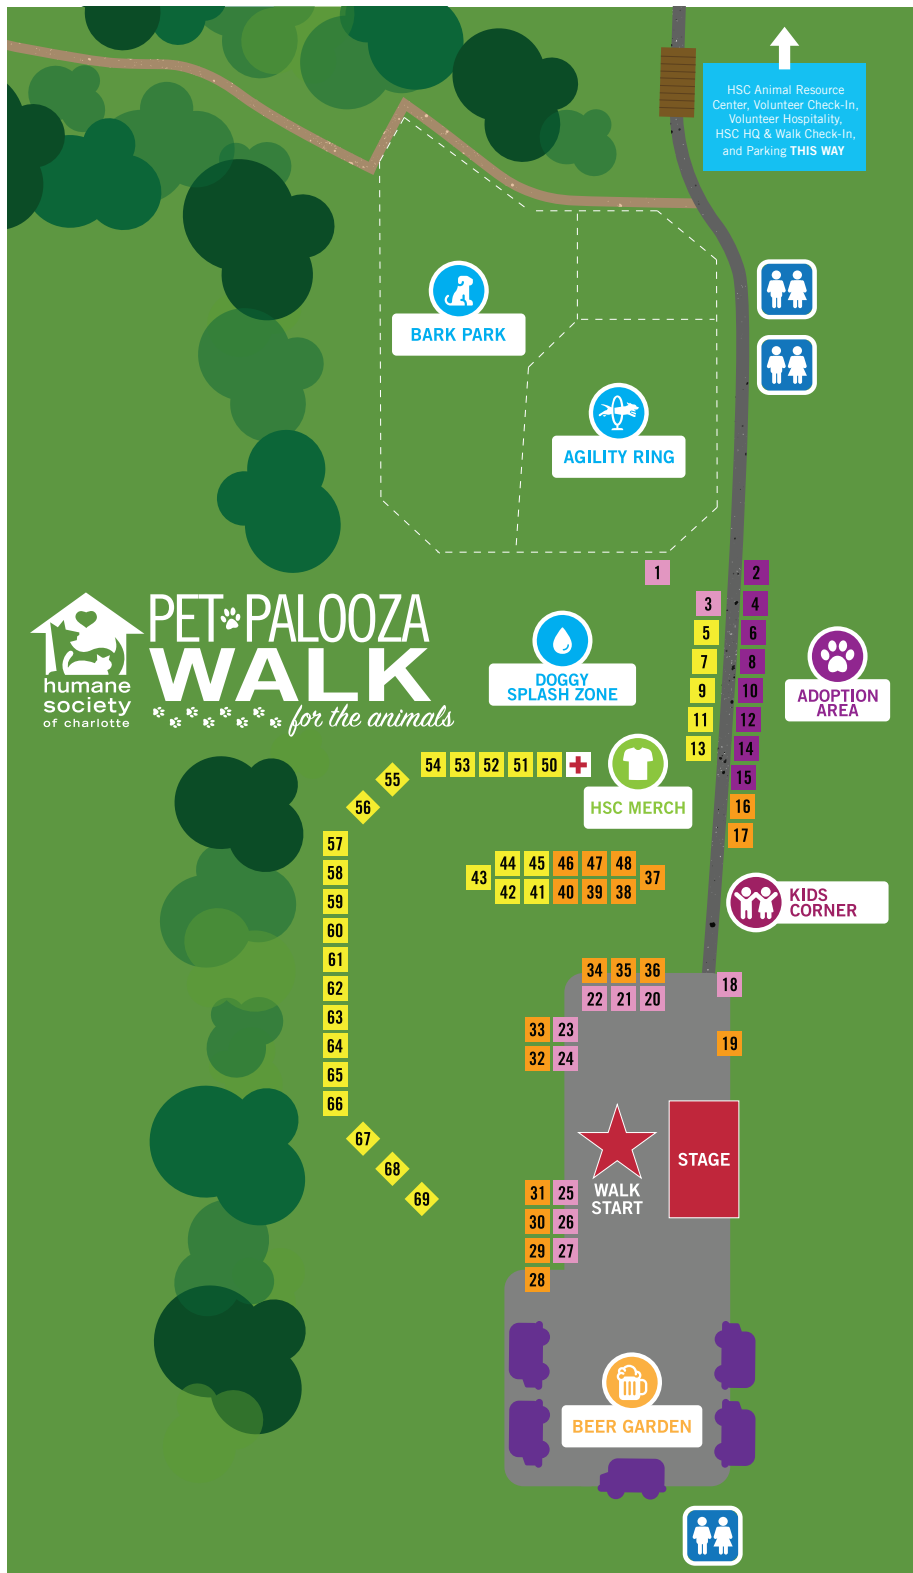 HSC Animal Resource
Center, Volunteer Check-In,
Volunteer Hospitality,
HSC HQ & Walk Check-In,
and Parking THIS WAY
BARK PARK
AGILITY RING
1
2
3
4
5
6
7
8
9
10
11
12
13
14
15
16
17
PET PALOOZA
WALK
for the animals
humane
society
of charlotte
DOGGY
SPLASH ZONE
ADOPTION
AREA
54 53 52 51 50
55
56
HSC MERCH
57
58
59
60
61
62
63
64
65
66
67
68
69
44 45 46 47 48
43
37
42 41 40 39 38
KIDS
CORNER
34 35 36
22 21 20
18
33 23
32 24
19
STAGE
WALK
START
31 25
30 26
29 27
28
BEER GARDEN